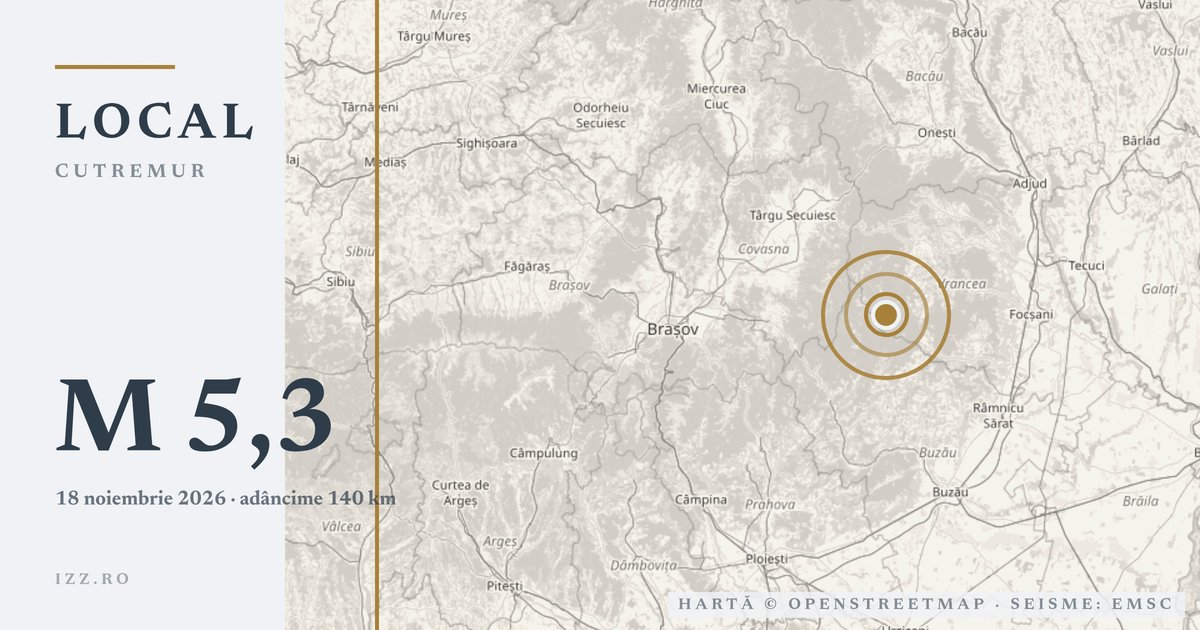 LOCAL
CUTREMUR
M 5,3
18 noiembrie 2026 · adâncime 140 km
IZZ.RO
Harghita
Vaslui
Mureș
Târgu Mureș
Bacău
Vaslui
Bacău
Miercurea
Ciuc
Târnăveni
Odorheiu
Secuiesc
Onești
Bârlad
Sighișoara
laj
Mediaș
Adjud
Târgu Secuiesc
Covasna
Sibiu
Făgăraș
Tecuci
Sibiu
Brașov
Vrancea
Galați
Focșani
Brașov
Râmnicu
Sărat
Câmpulung
Buzău
Curtea de
Argeș
Buzău
Câmpina
Prahova
Brăila
Vâlcea
Argeș
Ploiești
Dâmbovița
Pitești
HARTĂ © OPENSTREETMAP · SEISME: EMSC